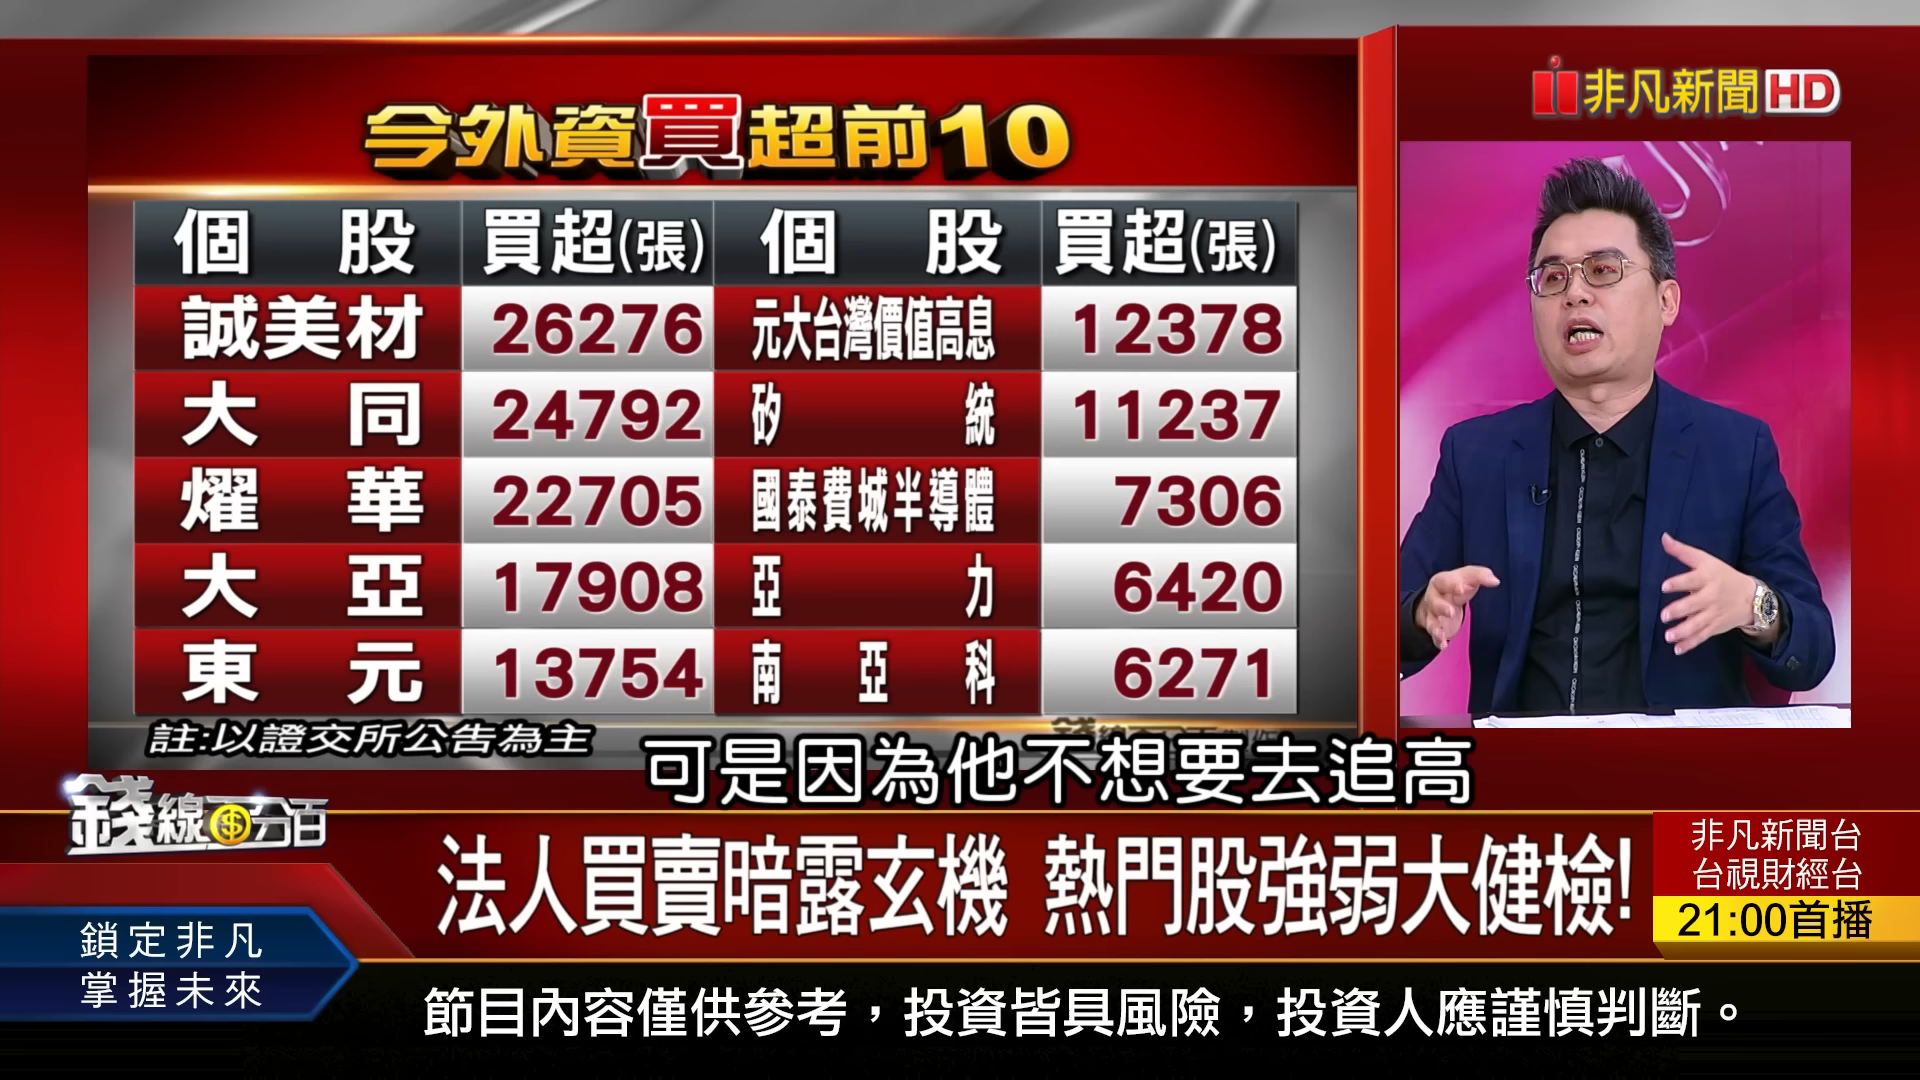 今外資買超前10
非凡新聞HD
個股 買超(張) 個股 買超(張)
誠美材 26276 元大台灣價值高息 12378
大同 24792 矽統 11237
燿華 22705 國泰費城半導體 7306
大亞 17908 亞力 6420
東元 13754 南亞科 6271
註:以證交所公告為主
可是因為他不想要去追高
錢線百分百
法人買賣暗露玄機 熱門股強弱大健檢!
非凡新聞台
台視財經台
21:00首播
鎖定非凡
掌握未來
節目內容僅供參考，投資皆具風險，投資人應謹慎判斷。